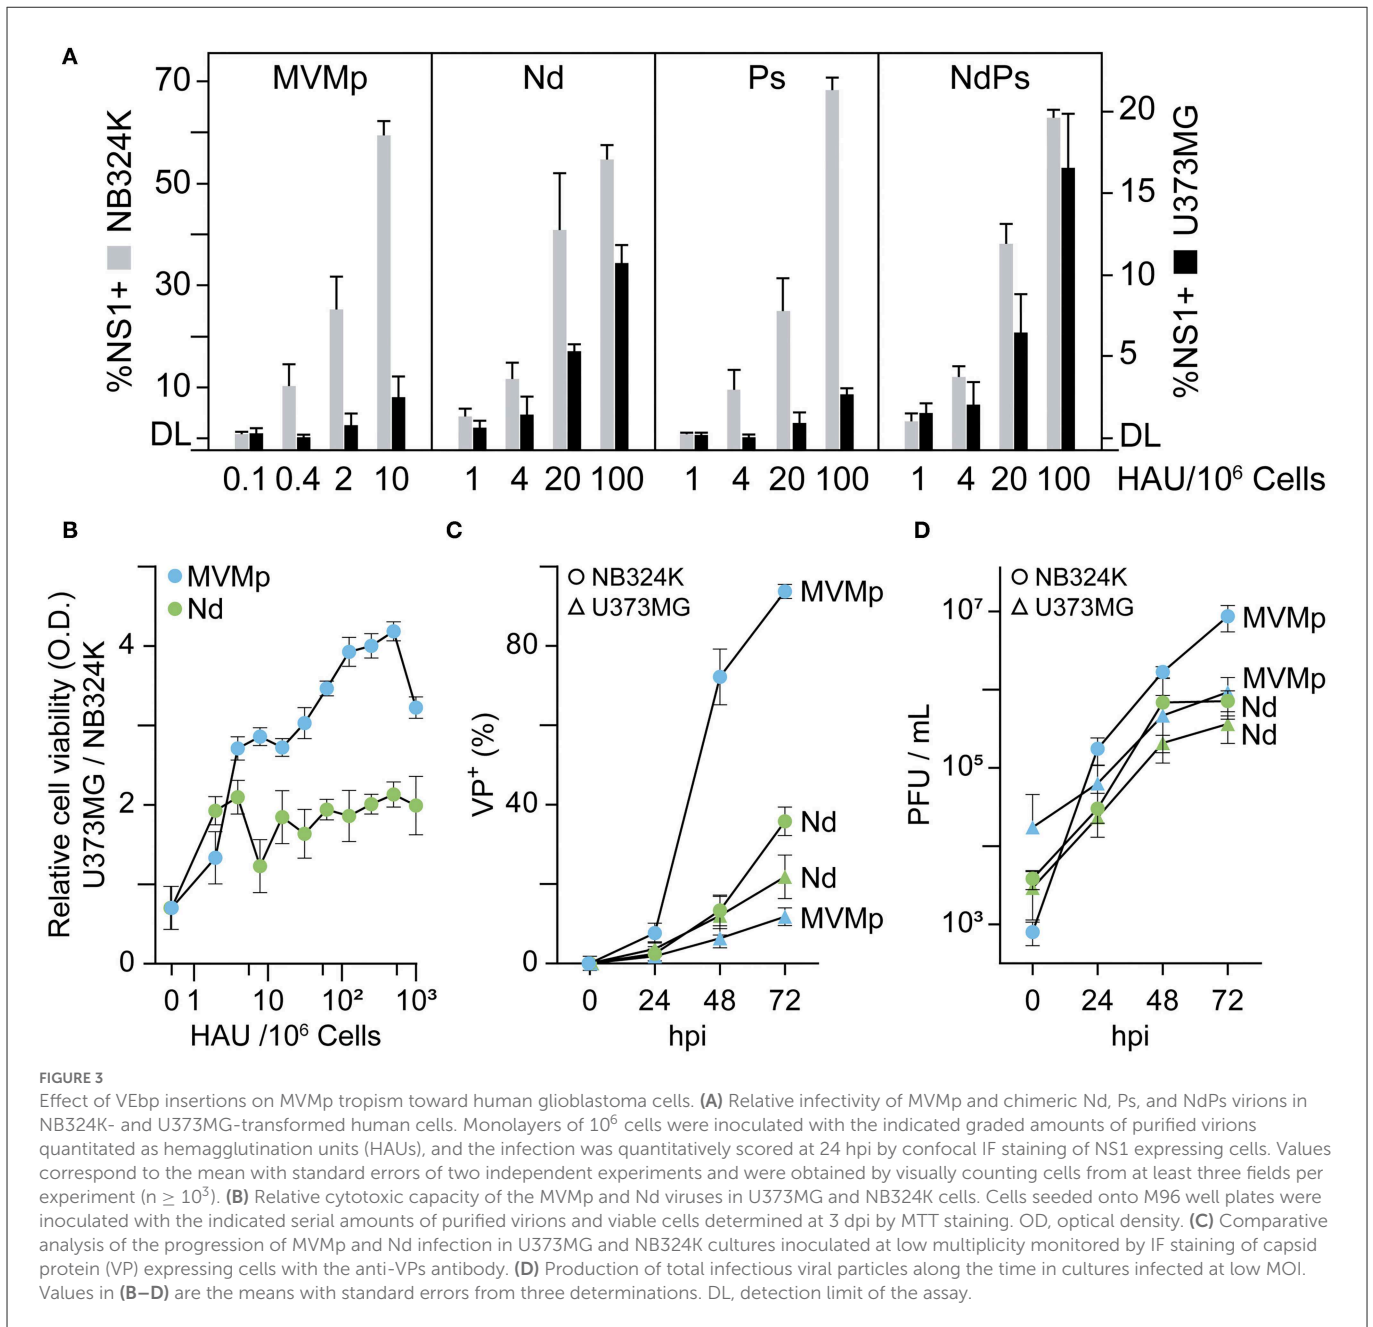 A
MVMp Nd Ps NdPs
%NS1+ NB324K
70
50
30
10
DL
20
15
10
5
DL
%NS1+ U373MG
0.1 0.4 2 10 1 4 20 100 1 4 20 100 1 4 20 100 HAU/10⁶ Cells
B
MVMp
Nd
Relative cell viability (O.D.)
U373MG / NB324K
4
2
0
0 1 10 10² 10³
HAU /10⁶ Cells
C
NB324K
U373MG
VP⁺ (%)
80
40
0
MVMp
Nd
Nd
MVMp
0 24 48 72
hpi
D
NB324K
U373MG
PFU / mL
10⁷
10⁵
10³
MVMp
MVMp
Nd
Nd
0 24 48 72
hpi
FIGURE 3
Effect of VEbp insertions on MVMp tropism toward human glioblastoma cells. (A) Relative infectivity of MVMp and chimeric Nd, Ps, and NdPs virions in
NB324K- and U373MG-transformed human cells. Monolayers of 10⁶ cells were inoculated with the indicated graded amounts of purified virions
quantitated as hemagglutination units (HAUs), and the infection was quantitatively scored at 24 hpi by confocal IF staining of NS1 expressing cells. Values
correspond to the mean with standard errors of two independent experiments and were obtained by visually counting cells from at least three fields per
experiment (n ≥ 10³). (B) Relative cytotoxic capacity of the MVMp and Nd viruses in U373MG and NB324K cells. Cells seeded onto M96 well plates were
inoculated with the indicated serial amounts of purified virions and viable cells determined at 3 dpi by MTT staining. OD, optical density. (C) Comparative
analysis of the progression of MVMp and Nd infection in U373MG and NB324K cultures inoculated at low multiplicity monitored by IF staining of capsid
protein (VP) expressing cells with the anti-VPs antibody. (D) Production of total infectious viral particles along the time in cultures infected at low MOI.
Values in (B–D) are the means with standard errors from three determinations. DL, detection limit of the assay.